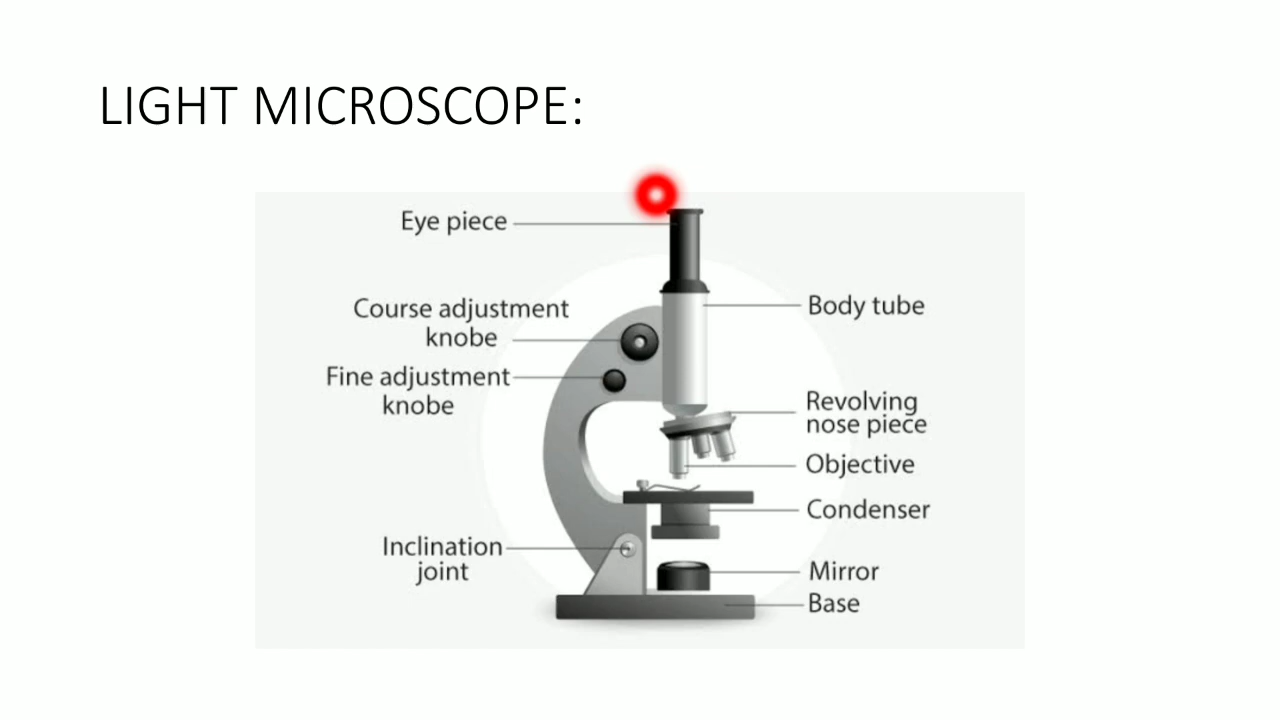 LIGHT MICROSCOPE:
Eye piece
Course adjustment
knobe
Fine adjustment
knobe
Inclination
joint
Body tube
Revolving
nose piece
Objective
Condenser
Mirror
Base